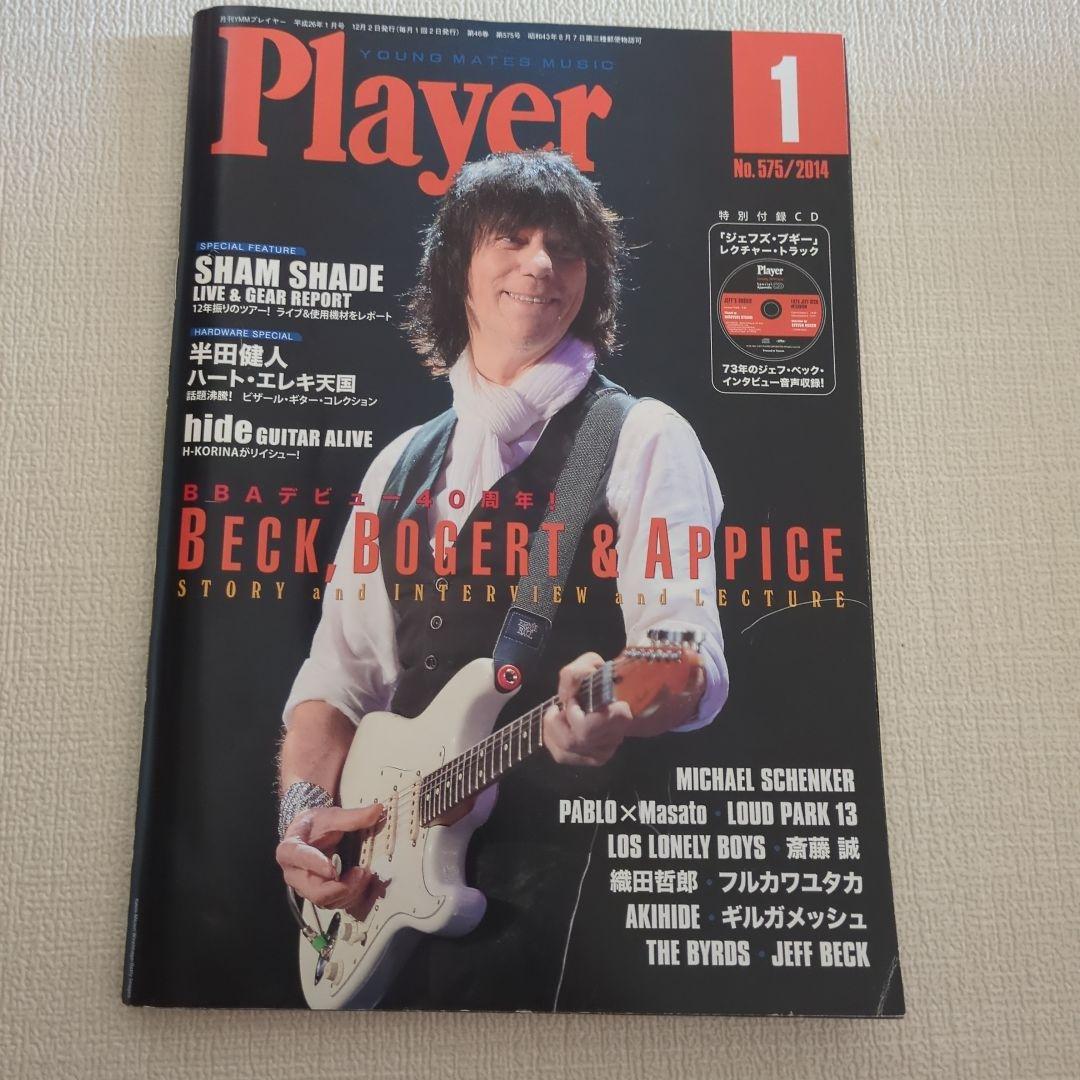 月刊YMMプレイヤー 平成26年1月号 12月2日発行(毎月1回2日発行) 第46巻 第575号 昭和43年8月7日第三種郵便物認可
YOUNG MATES MUSIC
Player
1
No. 575/2014
特別付録CD
「ジェフズ・ブギー」
レクチャー・トラック
Player
Special
CD
JEFF'S BOOGIE
73年のジェフ・ベック・
インタビュー音声収録!
SPECIAL FEATURE
SHAM SHADE
LIVE & GEAR REPORT
12年振りのツアー! ライブ&使用機材をレポート
HARDWARE SPECIAL
半田健人
ハート・エレキ天国
話題沸騰! ビザール・ギター・コレクション
hide GUITAR ALIVE
H-KORINAがリイシュー!
BBAデビュー40周年!
BECK, BOGERT & APPICE
STORY and INTERVIEW and LECTURE
ERNIE BALL
MICHAEL SCHENKER
PABLO×Masato・LOUD PARK 13
LOS LONELY BOYS・斎藤 誠
織田哲郎・フルカワユタカ
AKIHIDE・ギルガメッシュ
THE BYRDS・JEFF BECK